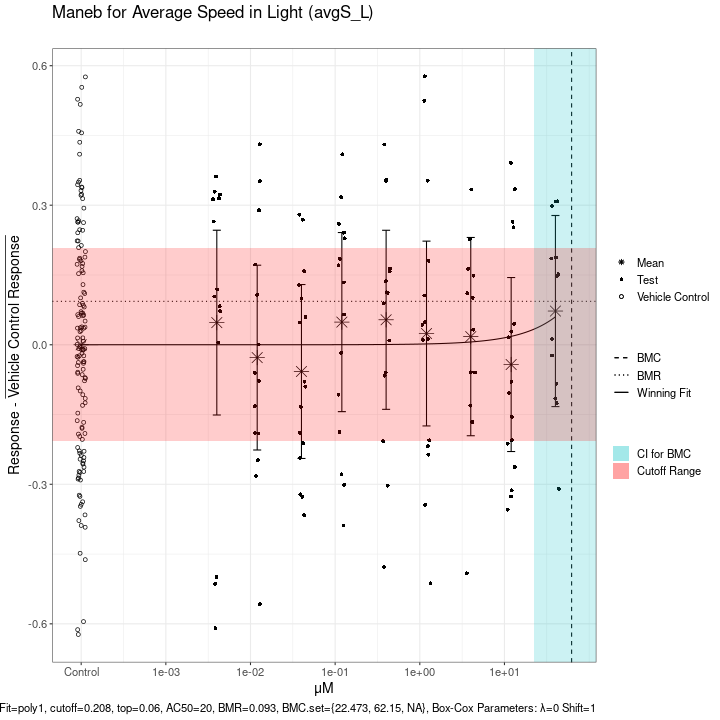 Maneb for Average Speed in Light (avgS_L)
Response - Vehicle Control Response
0.6
0.3
0.0
-0.3
-0.6
Control
1e-03
1e-02
1e-01
1e+00
1e+01
μM
Mean
Test
Vehicle Control
BMC
BMR
Winning Fit
CI for BMC
Cutoff Range
Fit=poly1, cutoff=0.208, top=0.06, AC50=20, BMR=0.093, BMC.set={22.473, 62.15, NA}, Box-Cox Parameters: λ=0 Shift=1